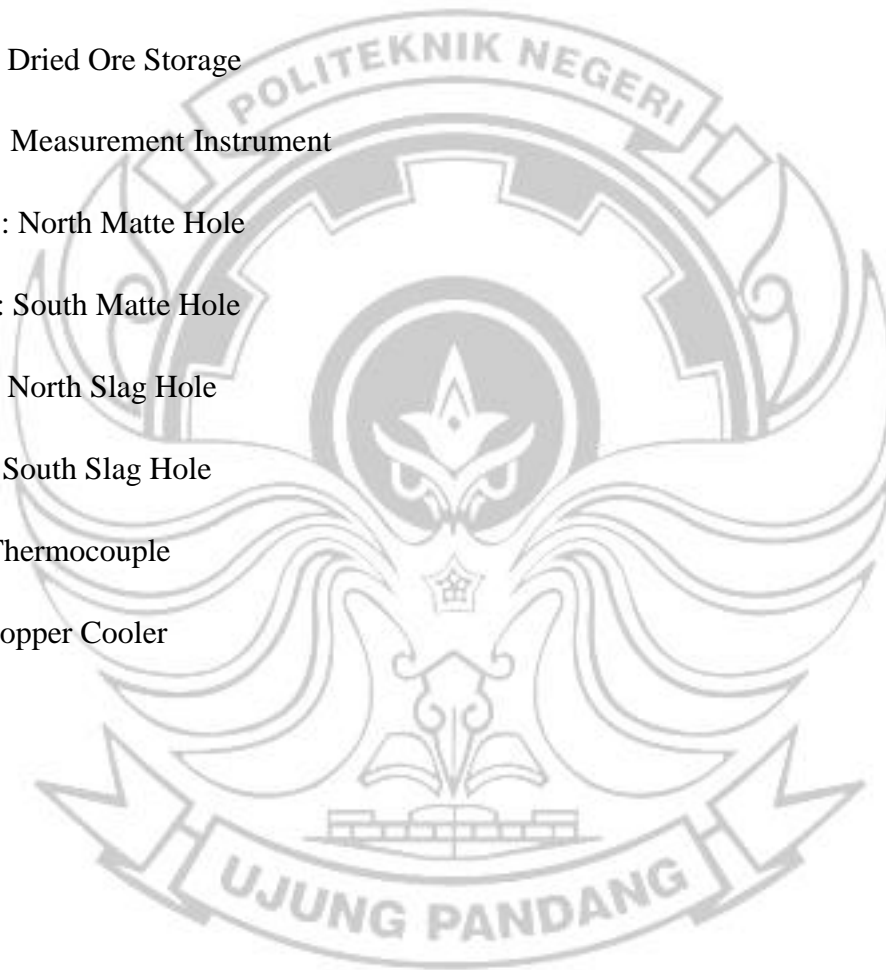 POLITEKNIK NEGERI
Dried Ore Storage
Measurement Instrument
: North Matte Hole
: South Matte Hole
North Slag Hole
South Slag Hole
Thermocouple
opper Cooler
UJUNG PANDANG